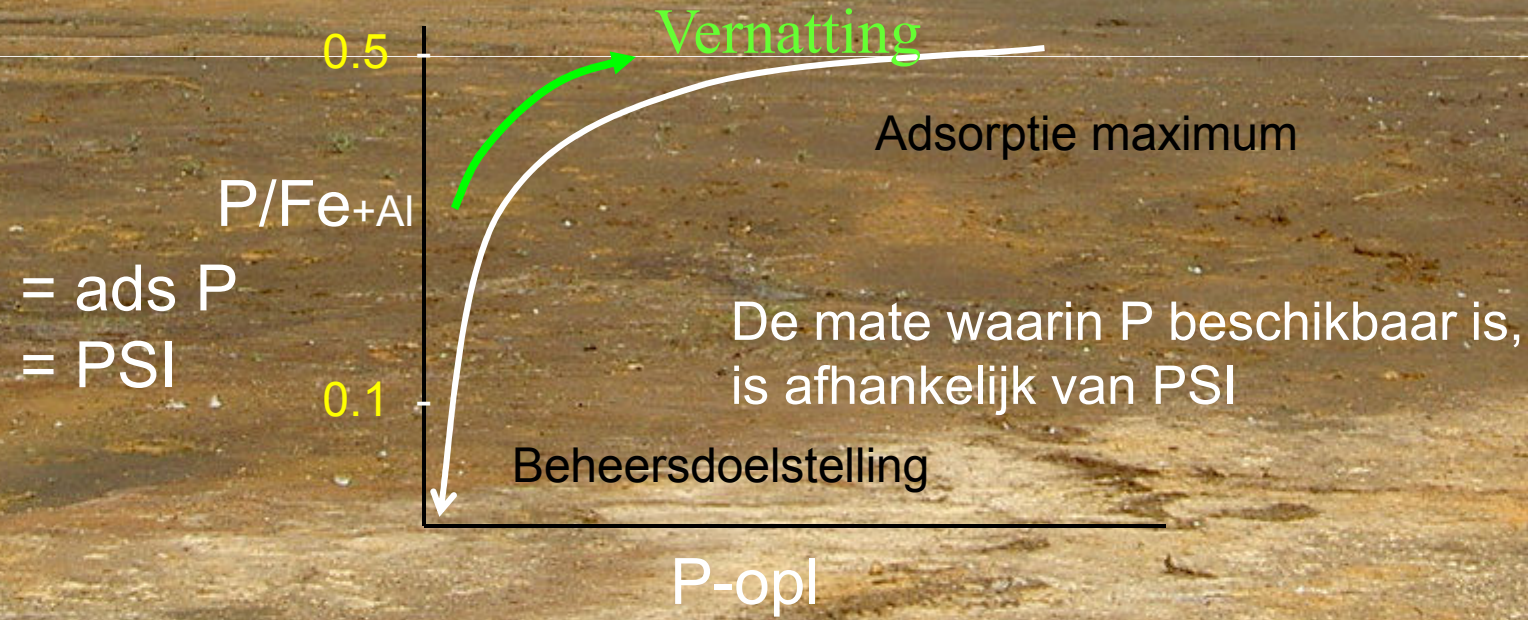 Vernatting
0.5
Adsorptie maximum
P/Fe+Al
= ads P
= PSI
De mate waarin P beschikbaar is,
is afhankelijk van PSI
0.1
Beheersdoelstelling
P-opl